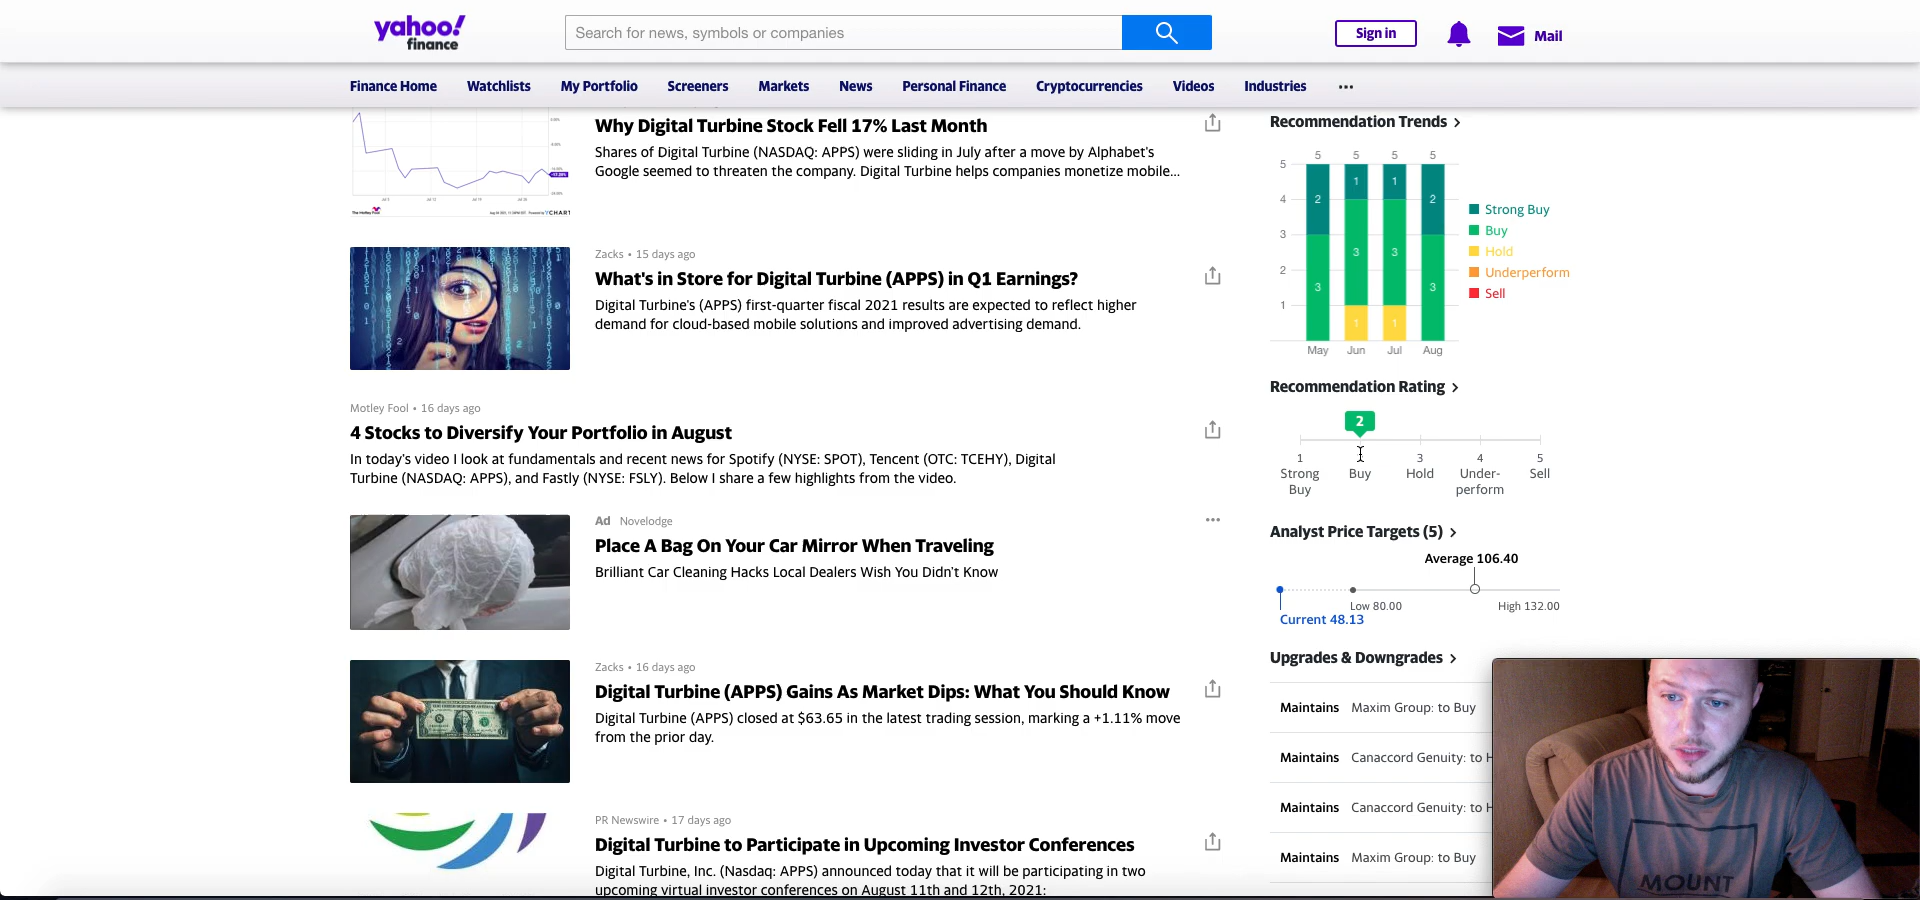 yahoo!
finance
Search for news, symbols or companies
Sign in
Mail
Finance Home
Watchlists
My Portfolio
Screeners
Markets
News
Personal Finance
Cryptocurrencies
Videos
Industries
Why Digital Turbine Stock Fell 17% Last Month
Shares of Digital Turbine (NASDAQ: APPS) were sliding in July after a move by Alphabet's
Google seemed to threaten the company. Digital Turbine helps companies monetize mobile...
YCHART
Zacks • 15 days ago
What's in Store for Digital Turbine (APPS) in Q1 Earnings?
Digital Turbine's (APPS) first-quarter fiscal 2021 results are expected to reflect higher
demand for cloud-based mobile solutions and improved advertising demand.
Motley Fool • 16 days ago
4 Stocks to Diversify Your Portfolio in August
In today's video I look at fundamentals and recent news for Spotify (NYSE: SPOT), Tencent (OTC: TCEHY), Digital
Turbine (NASDAQ: APPS), and Fastly (NYSE: FSLY). Below I share a few highlights from the video.
Ad Novelodge
Place A Bag On Your Car Mirror When Traveling
Brilliant Car Cleaning Hacks Local Dealers Wish You Didn't Know
Zacks • 16 days ago
Digital Turbine (APPS) Gains As Market Dips: What You Should Know
Digital Turbine (APPS) closed at $63.65 in the latest trading session, marking a +1.11% move
from the prior day.
PR Newswire • 17 days ago
Digital Turbine to Participate in Upcoming Investor Conferences
Digital Turbine, Inc. (Nasdaq: APPS) announced today that it will be participating in two
upcoming virtual investor conferences on August 11th and 12th, 2021:
Recommendation Trends
5 5 5 5
5
4
3
2
1
2 1 1 2
3 3 3 3
1 1
May Jun Jul Aug
Strong Buy
Buy
Hold
Underperform
Sell
Recommendation Rating
2
1 3 4 5
Strong Buy Hold Under- Sell
Buy perform
Analyst Price Targets (5)
Average 106.40
Low 80.00 High 132.00
Current 48.13
Upgrades & Downgrades
Maintains Maxim Group: to Buy
Maintains Canaccord Genuity: to H
Maintains Canaccord Genuity: to H
Maintains Maxim Group: to Buy
MOUNT